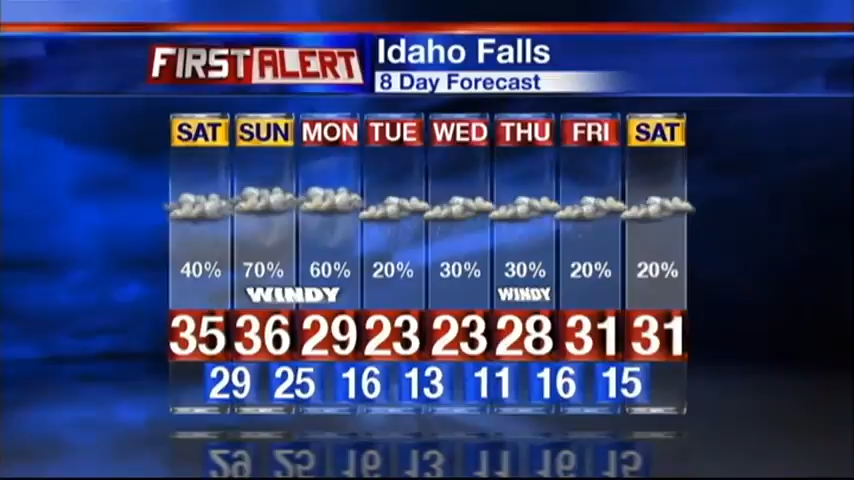 FIRST ALERT
Idaho Falls
8 Day Forecast
SAT SUN MON TUE WED THU FRI SAT
40% 70% 60% 20% 30% 30% 20% 20%
WINDY WINDY
35 36 29 23 23 28 31 31
29 25 16 13 11 16 15